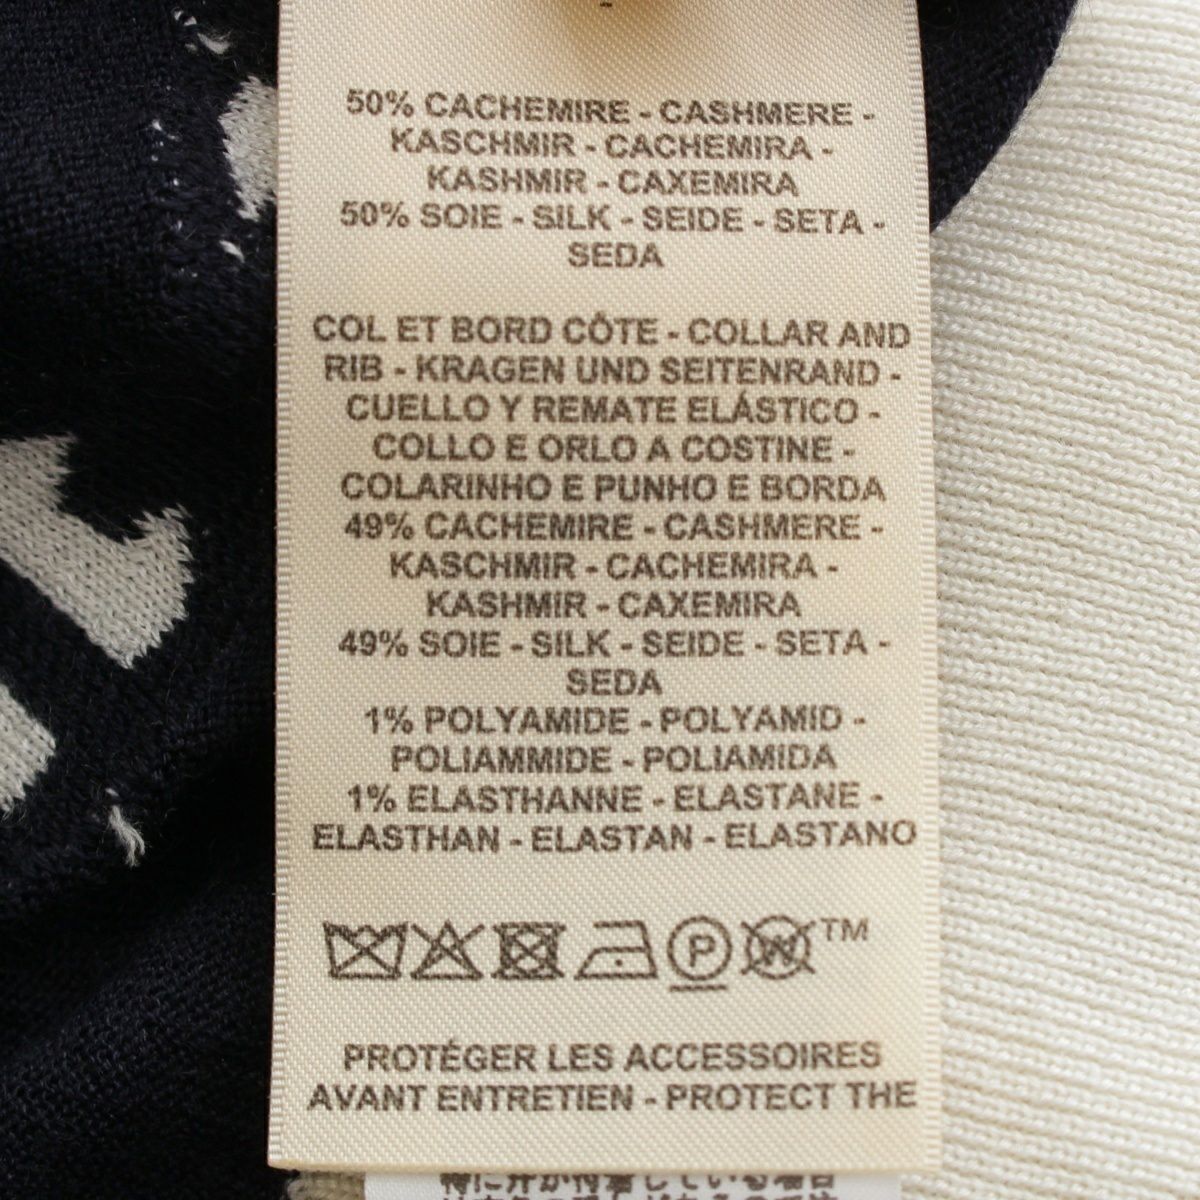 50% CACHEMIRE - CASHMERE -
KASCHMIR - CACHEMIRA -
KASHMIR - CAXEMIRA
50% SOIE - SILK - SEIDE - SETA -
SEDA
COL ET BORD CÔTE - COLLAR AND
RIB - KRAGEN UND SEITENRAND -
CUELLO Y REMATE ELÁSTICO -
COLLO E ORLO A COSTINE -
COLARINHO E PUNHO E BORDA
49% CACHEMIRE - CASHMERE -
KASCHMIR - CACHEMIRA -
KASHMIR - CAXEMIRA
49% SOIE - SILK - SEIDE - SETA -
SEDA
1% POLYAMIDE - POLYAMID -
POLIAMMIDE - POLIAMIDA
1% ELASTHANNE - ELASTANE -
ELASTHAN - ELASTAN - ELASTANO
P W TM
PROTÉGER LES ACCESSOIRES
AVANT ENTRETIEN - PROTECT THE